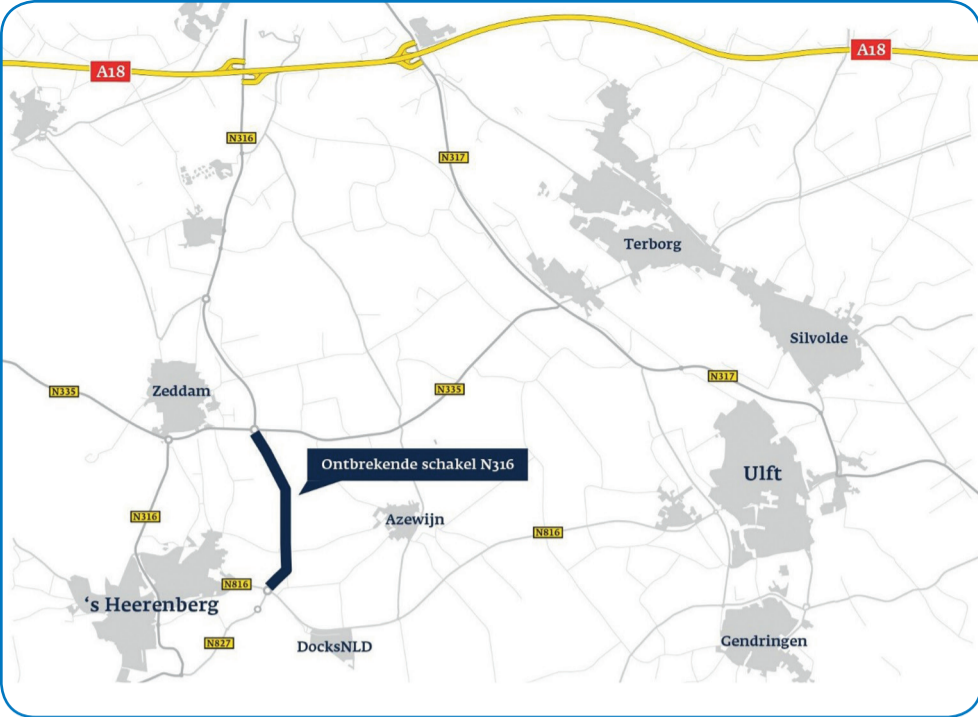 A18
A18
N316
N317
Terborg
Silvolde
N317
N335
Zeddam
N335
Ontbrekende schakel N316
Ulft
N316
Azewijn
N816
N816
‘s Heerenberg
N827
DocksNLD
Gendringen